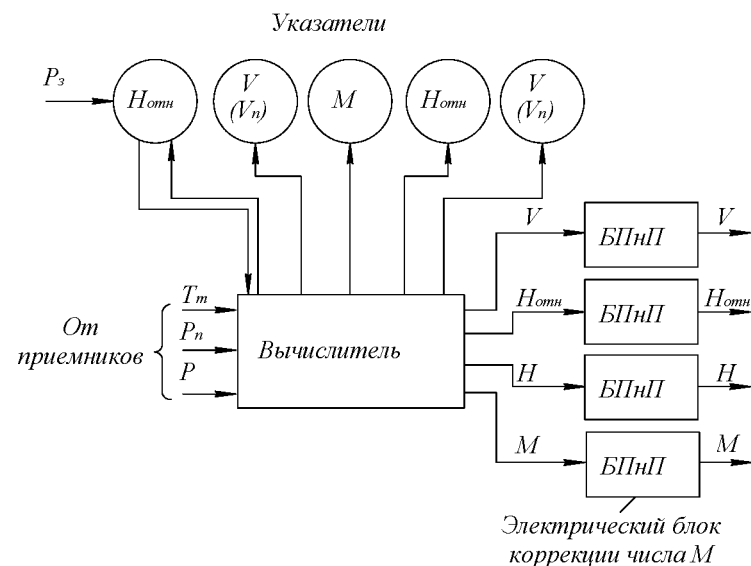 Указатели
Pз
Hотн
V
(Vп)
M
Hотн
V
(Vп)
V
БПнП
V
От
приемников
Tт
Pп
P
Вычислитель
Hотн
БПнП
Hотн
H
БПнП
H
M
БПнП
M
Электрический блок
коррекции числа M